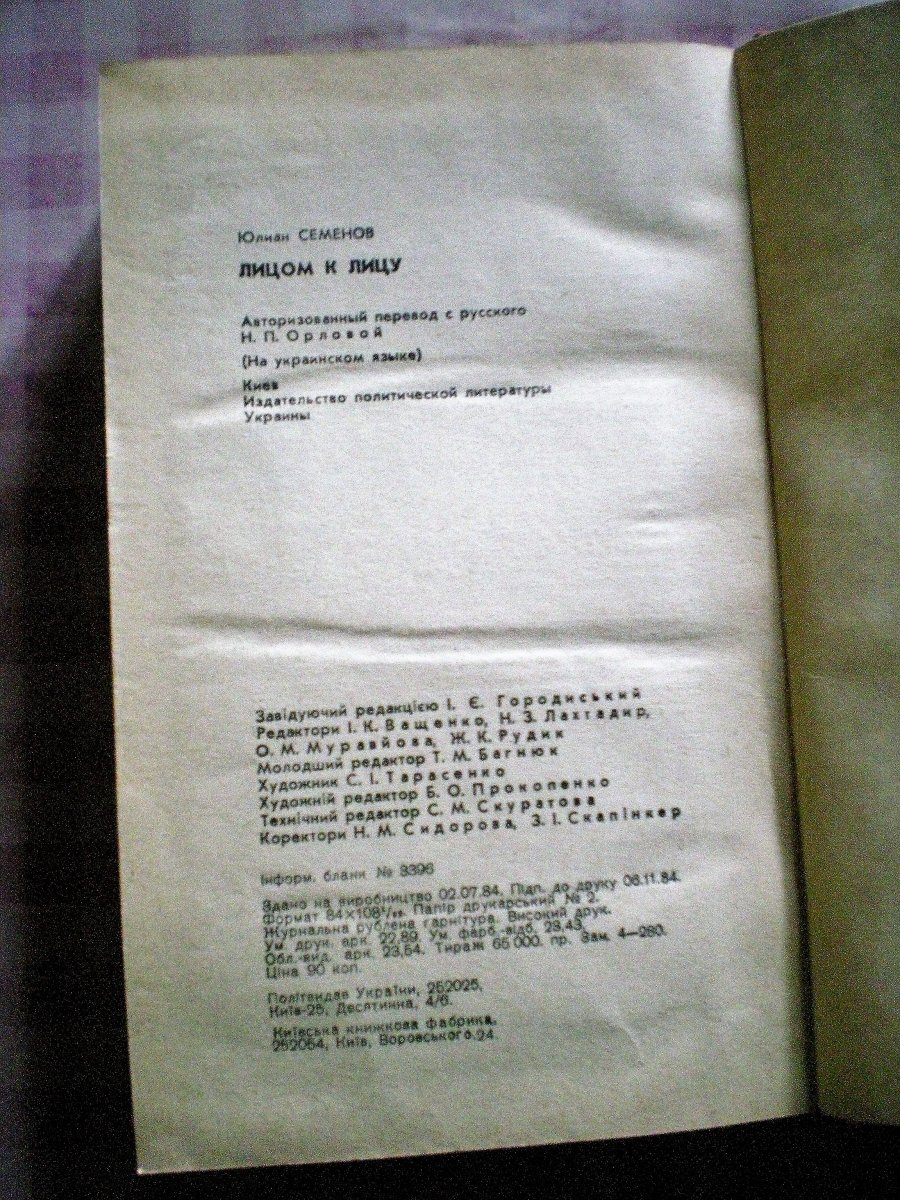 Юлиан СЕМЕНОВ
ЛИЦОМ К ЛИЦУ
Авторизованный перевод с русского
Н. П. Орловой
(На украинском языке)
Киев
Издательство политической литературы
Украины
Завідуючий редакцією І. Є. Городиський
Редактори І. К. Ващенко, Н. З. Лахтадир,
О. М. Муравйова, Ж. К. Рудик
Молодший редактор Т. М. Багнюк
Художник С. І. Тарасенко
Художній редактор Б. О. Прокопенко
Технічний редактор С. М. Скуратова
Коректори Н. М. Сидорова, З. І. Скапінкер
Інформ. бланк № 3396
Здано на виробництво 02.07.84. Підп. до друку 06.11.84.
Формат 84×108¹/₃₂. Папір друкарський № 2.
Журнальна рублена гарнітура. Високий друк.
Ум. друк. арк. 22,89. Ум. фарб.-відб. 23,43.
Обл.-вид. арк. 23,54. Тираж 65 000. пр. Зам. 4—280.
Ціна 90 коп.
Політвидав України, 252025,
Київ-25, Десятинна, 4/6.
Київська книжкова фабрика,
252054, Київ, Воровського, 24.